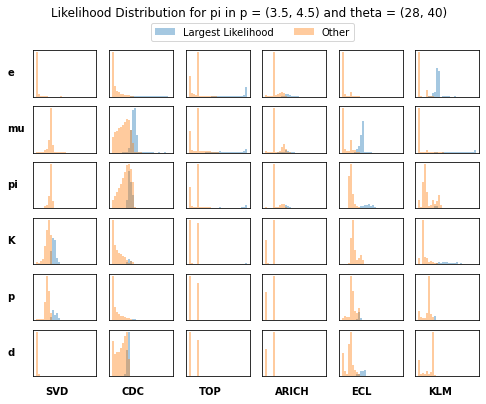 Likelihood Distribution for pi in p = (3.5, 4.5) and theta = (28, 40)
Largest Likelihood Other
e
mu
pi
K
p
d
SVD CDC TOP ARICH ECL KLM